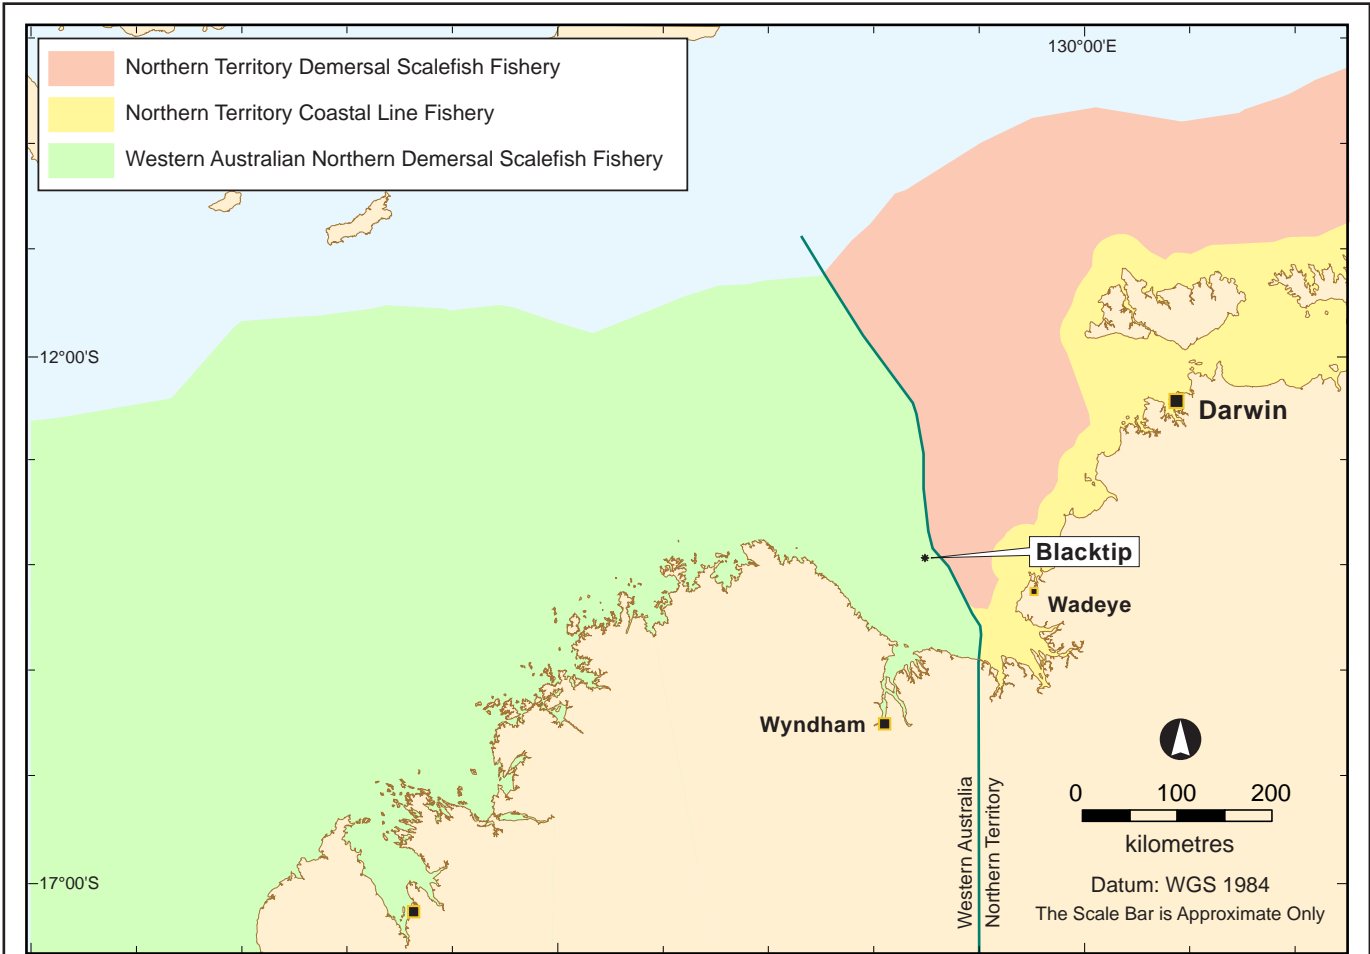 130°00'E
Northern Territory Demersal Scalefish Fishery
Northern Territory Coastal Line Fishery
Western Australian Northern Demersal Scalefish Fishery
12°00'S
Darwin
Blacktip
Wadeye
Wyndham
Western Australia
Northern Territory
0 100 200
kilometres
17°00'S
Datum: WGS 1984
The Scale Bar is Approximate Only